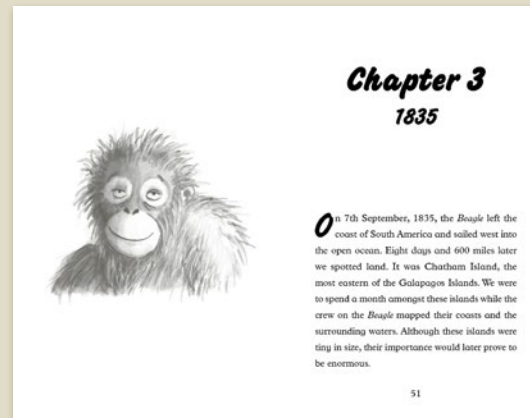 Chapter 3
1835
On 7th September, 1835, the Beagle left the
coast of South America and sailed west into
the open ocean. Eight days and 600 miles later
we spotted land. It was Chatham Island, the
most eastern of the Galapagos Islands. We were
to spend a month amongst these islands while the
crew on the Beagle mapped their coasts and the
surrounding waters. Although these islands were
tiny in size, their importance would later prove to
be enormous.
51